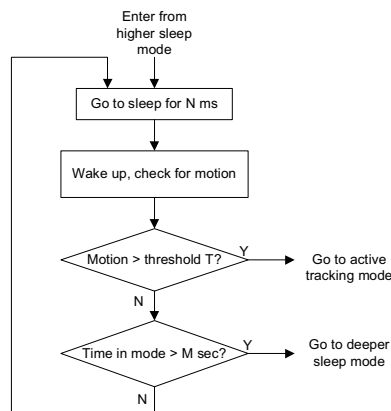 Enter from
higher sleep
mode
Go to sleep for N ms
Wake up, check for motion
Motion > threshold T?
Y
Go to active
tracking mode
N
Time in mode > M sec?
Y
Go to deeper
sleep mode
N